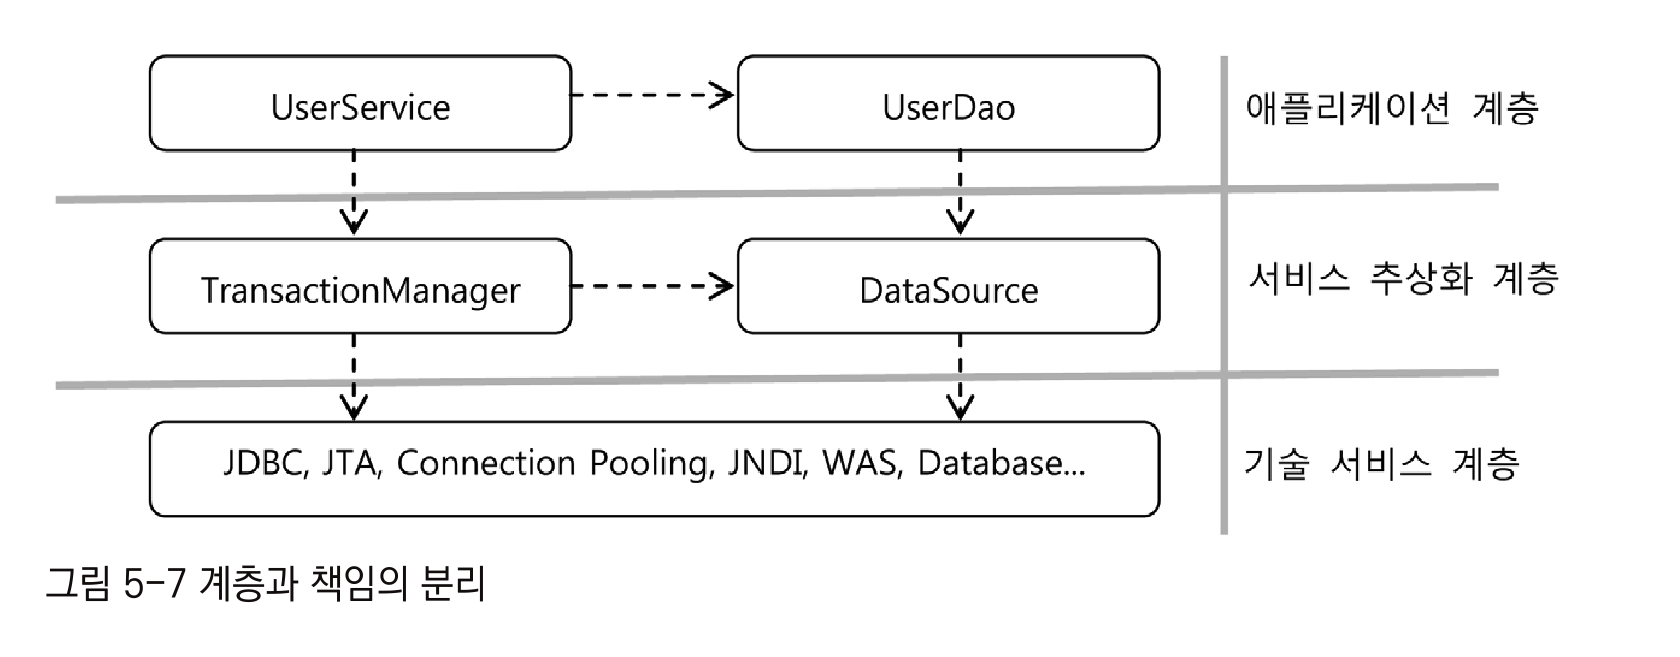 UserService
UserDao
애플리케이션 계층
TransactionManager
DataSource
서비스 추상화 계층
JDBC, JTA, Connection Pooling, JNDI, WAS, Database...
기술 서비스 계층
그림 5-7 계층과 책임의 분리